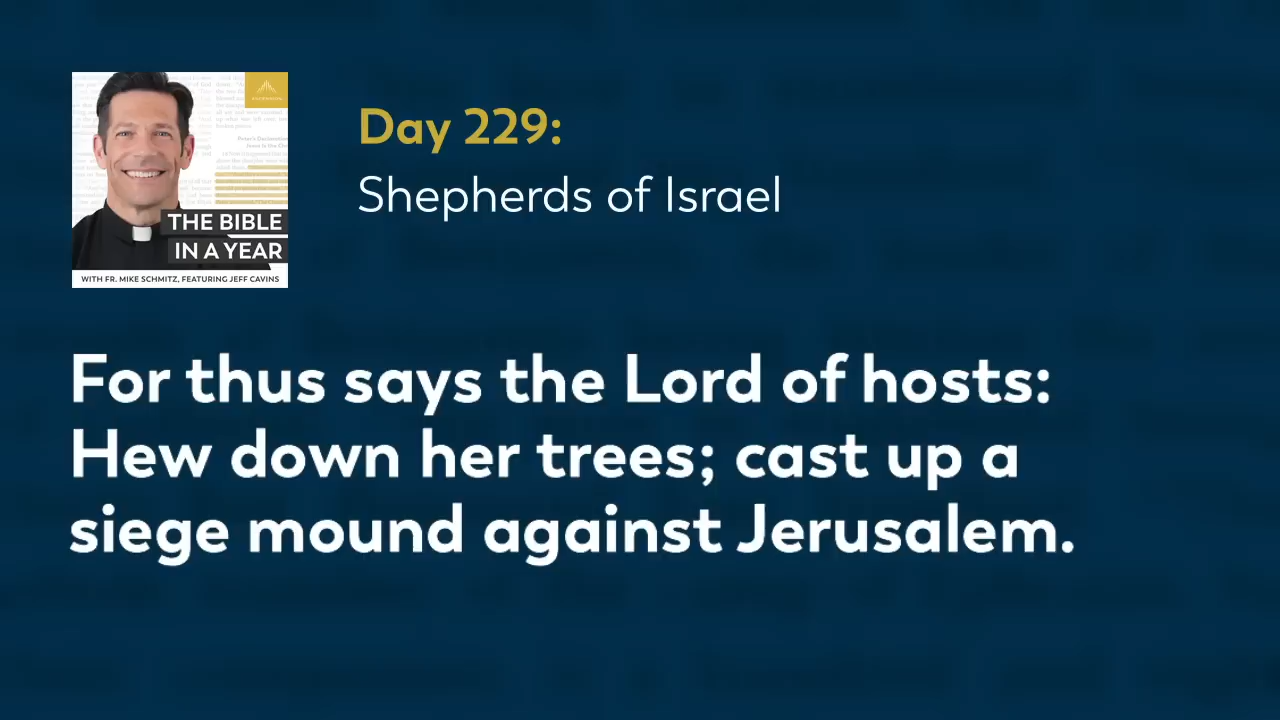 Day 229:
Shepherds of Israel
THE BIBLE
IN A YEAR
WITH FR. MIKE SCHMITZ, FEATURING JEFF CAVINS
For thus says the Lord of hosts:
Hew down her trees; cast up a
siege mound against Jerusalem.